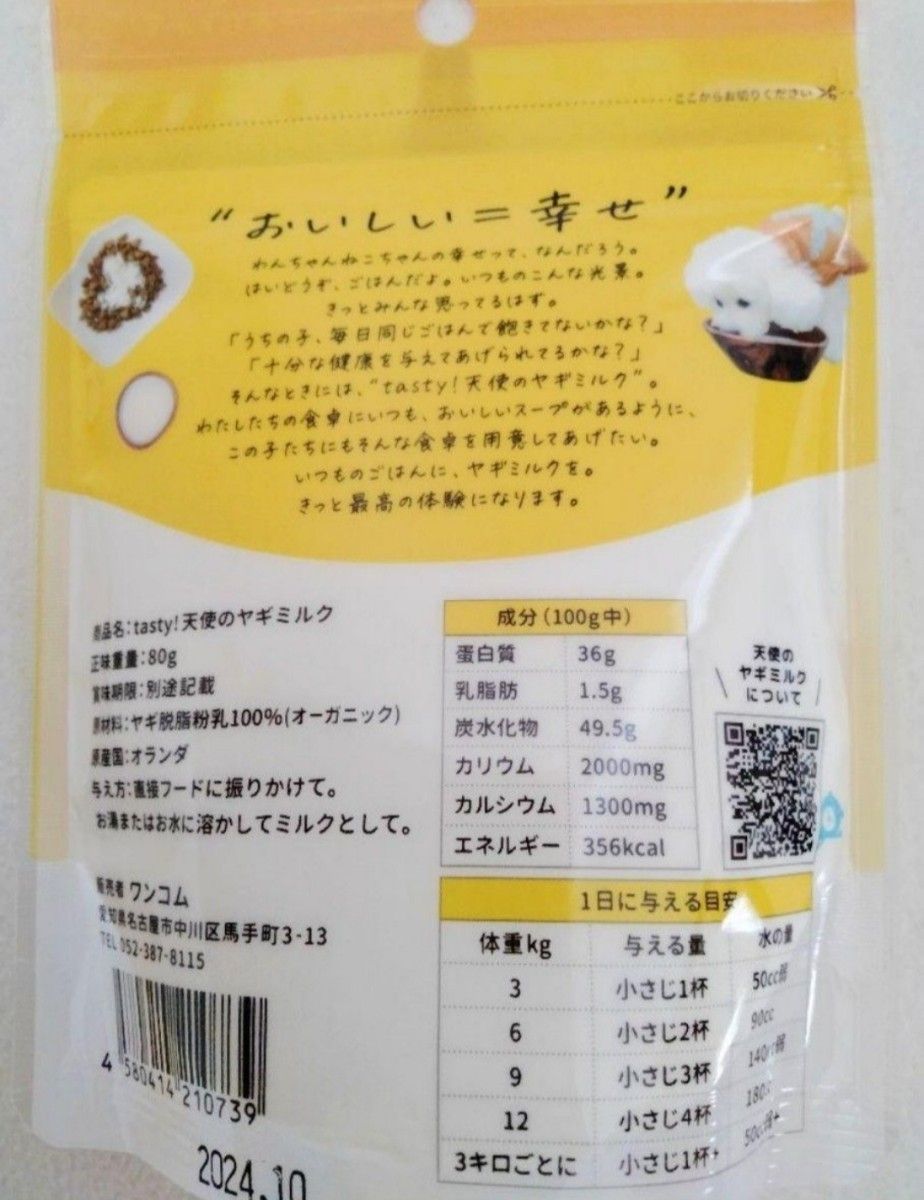 ここからお切りください
“おいしい＝幸せ”
わんちゃんねこちゃんの幸せって、なんだろう。
はいどうぞ、ごはんだよ。いつものこんな光景。
きっとみんな思ってるはず。
「うちの子、毎日同じごはんで飽きてないかな？」
「十分な健康を与えてあげられてるかな？」
そんなときには、“tasty!天使のヤギミルク”。
わたしたちの食卓にいつも、おいしいスープがあるように、
この子たちにもそんな食卓を用意してあげたい。
いつものごはんに、ヤギミルクを。
きっと最高の体験になります。
商品名：tasty!天使のヤギミルク
正味重量：80g
賞味期限：別途記載
原材料：ヤギ脱脂粉乳100%(オーガニック)
原産国：オランダ
与え方：直接フードに振りかけて。
お湯またはお水に溶かしてミルクとして。
販売者 ワンコム
愛知県名古屋市中川区馬手町3-13
TEL 052-387-8115
4 580414 210739
2024.10
成分（100g中）
蛋白質 36g
乳脂肪 1.5g
炭水化物 49.5g
カリウム 2000mg
カルシウム 1300mg
エネルギー 356kcal
天使の
ヤギミルク
について
1日に与える目安
体重kg 与える量 水の量
3 小さじ1杯 50cc弱
6 小さじ2杯 90cc
9 小さじ3杯 140cc弱
12 小さじ4杯 180cc
3キロごとに 小さじ1杯+ 50cc弱+